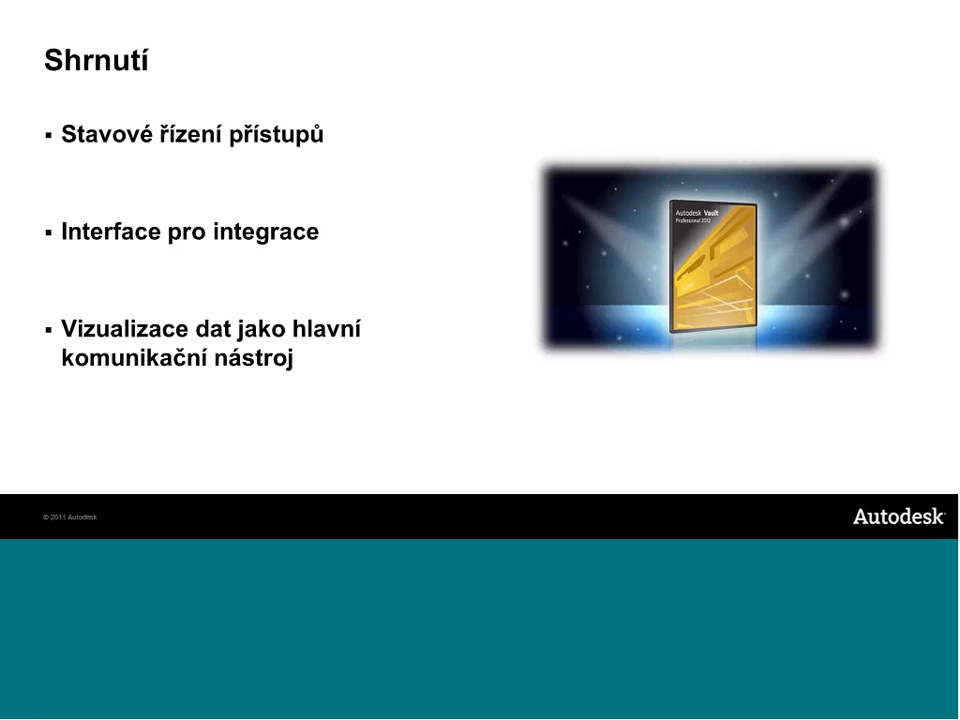 Shrnutí
▪ Stavové řízení přístupů
▪ Interface pro integrace
▪ Vizualizace dat jako hlavní
komunikační nástroj
Autodesk Vault
Professional 2012
© 2011 Autodesk
Autodesk